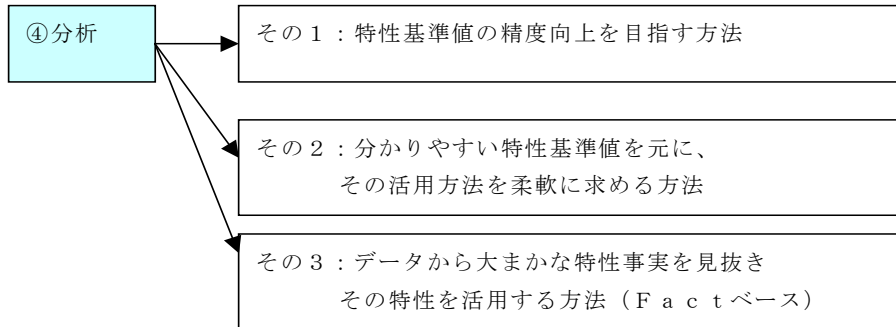 ④分析
その１：特性基準値の精度向上を目指す方法
その２：分かりやすい特性基準値を元に、
その活用方法を柔軟に求める方法
その３：データから大まかな特性事実を見抜き
その特性を活用する方法（Ｆａｃｔベース）